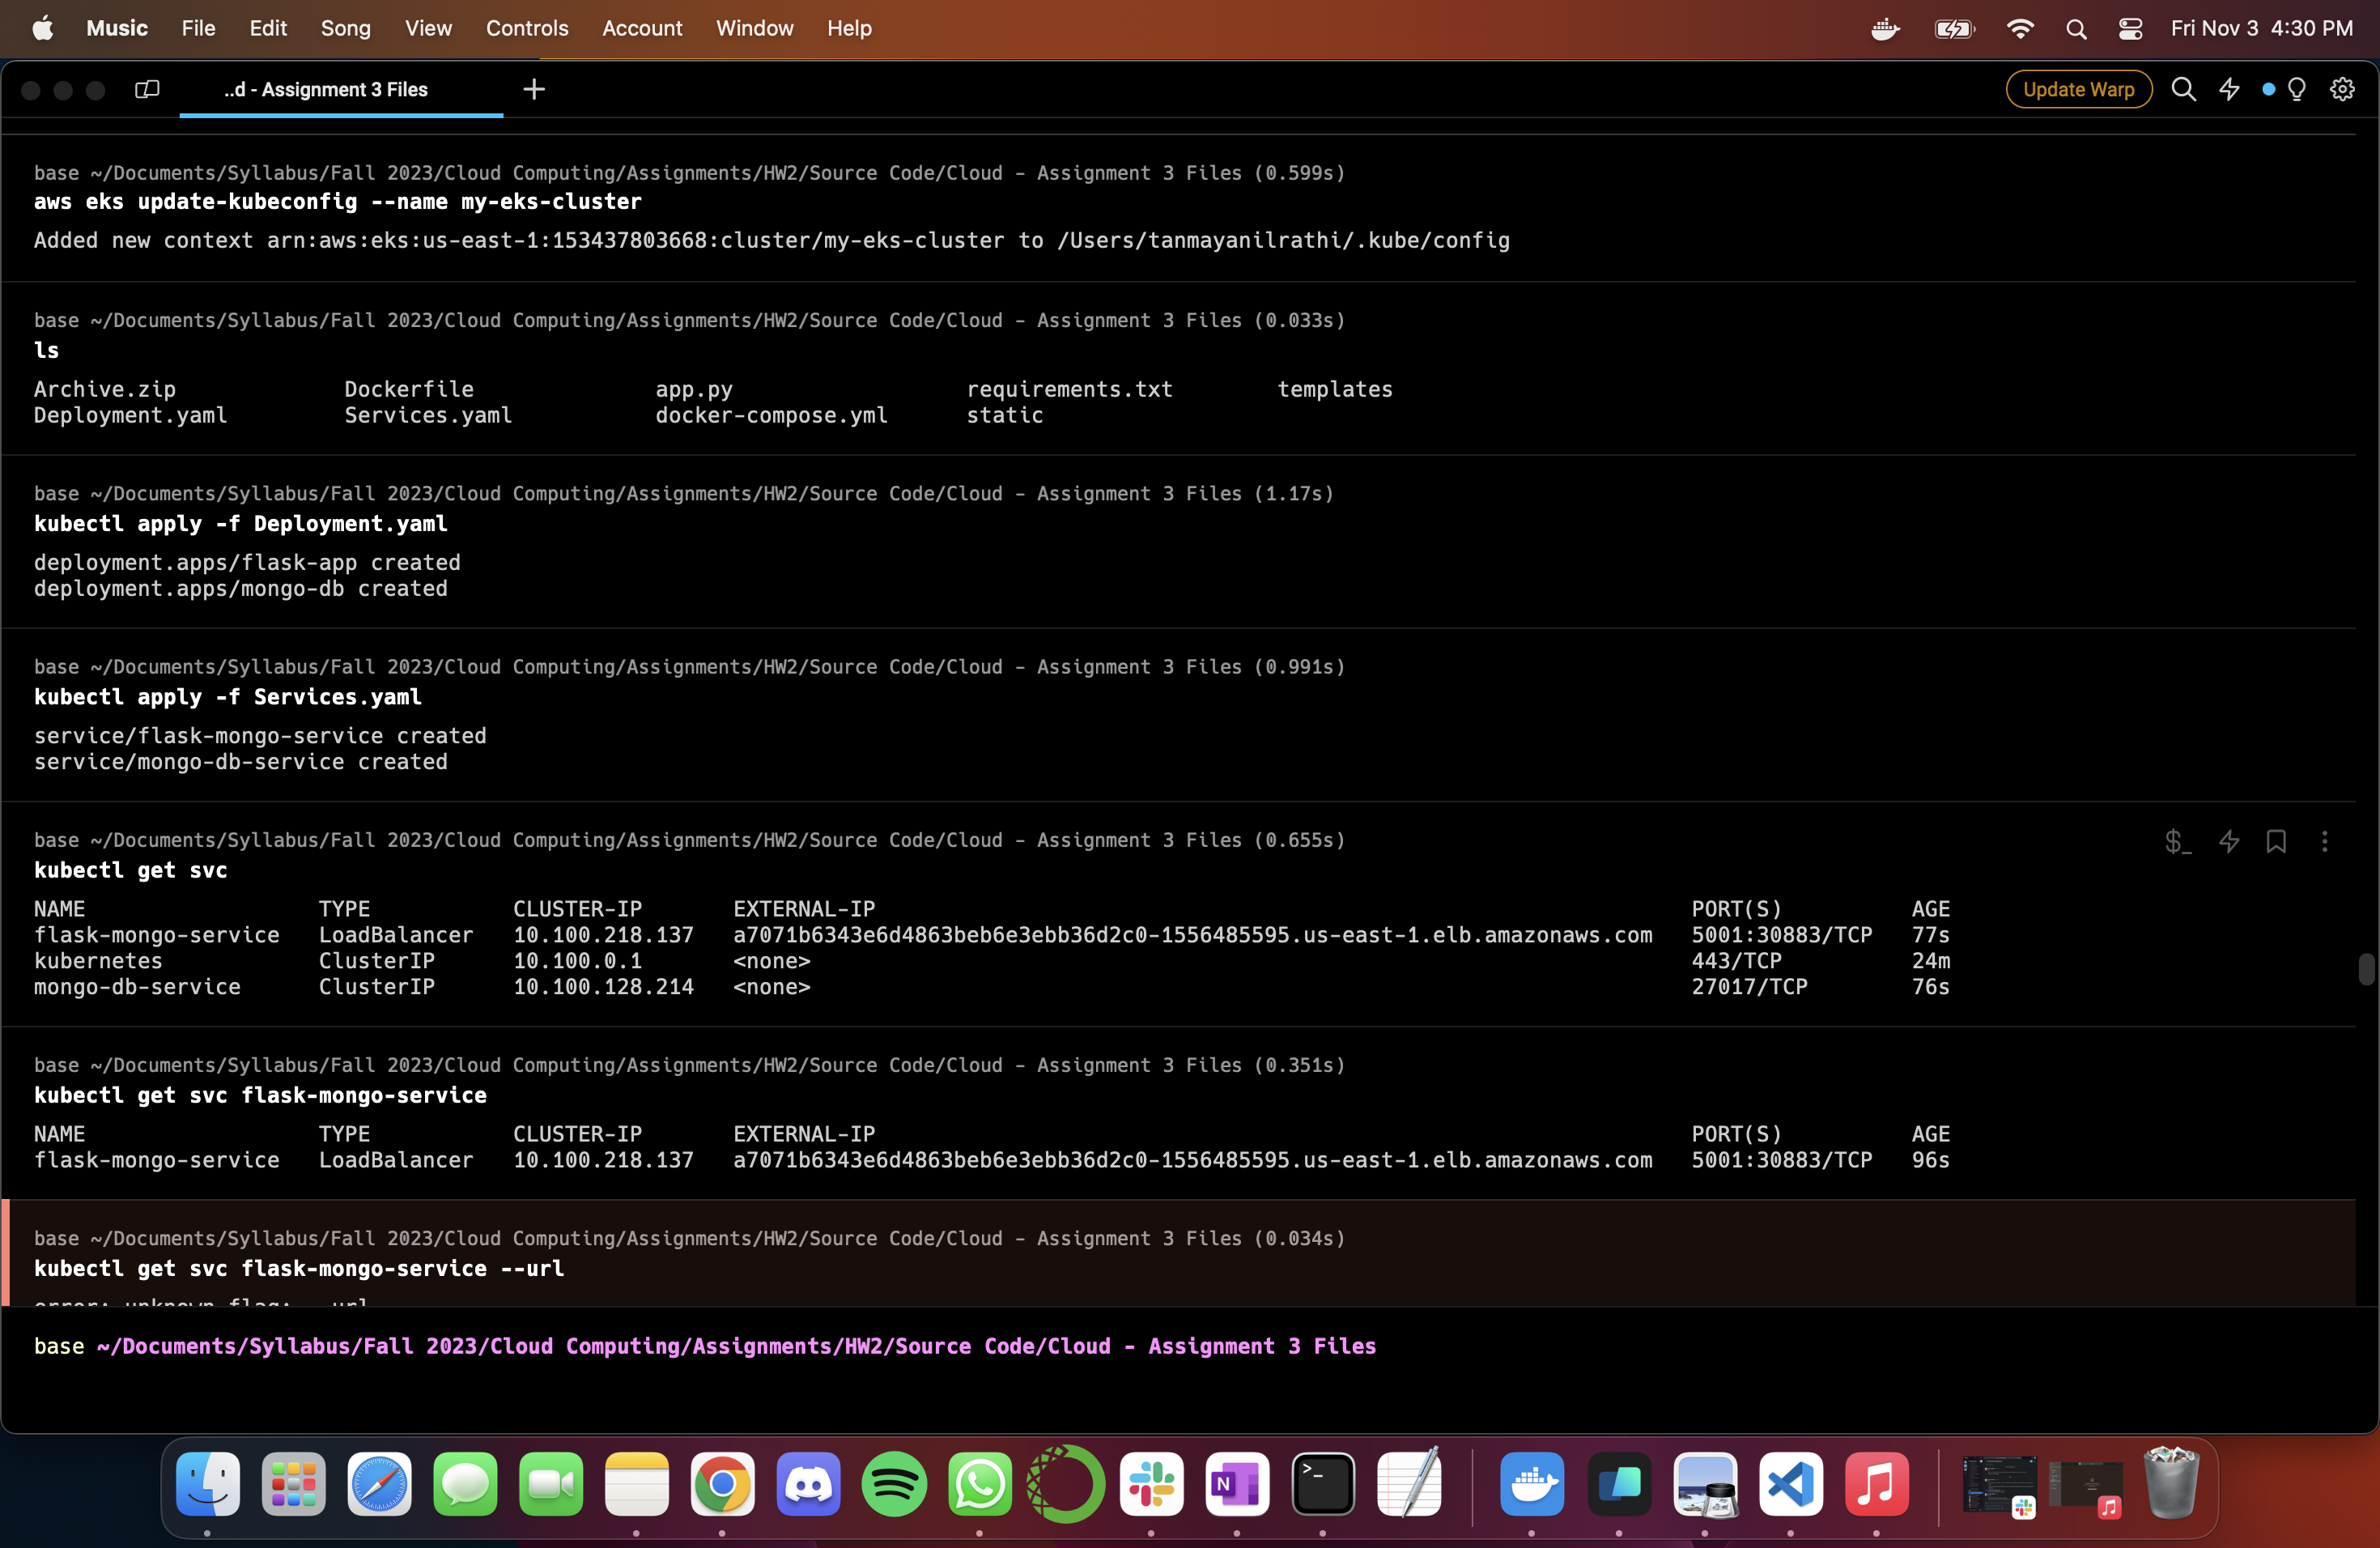 Music File Edit Song View Controls Account Window Help Fri Nov 3 4:30 PM
..d - Assignment 3 Files + Update Warp
base ~/Documents/Syllabus/Fall 2023/Cloud Computing/Assignments/HW2/Source Code/Cloud - Assignment 3 Files (0.599s)
aws eks update-kubeconfig --name my-eks-cluster
Added new context arn:aws:eks:us-east-1:153437803668:cluster/my-eks-cluster to /Users/tanmayanilrathi/.kube/config
base ~/Documents/Syllabus/Fall 2023/Cloud Computing/Assignments/HW2/Source Code/Cloud - Assignment 3 Files (0.033s)
ls
Archive.zip Dockerfile app.py requirements.txt templates
Deployment.yaml Services.yaml docker-compose.yml static
base ~/Documents/Syllabus/Fall 2023/Cloud Computing/Assignments/HW2/Source Code/Cloud - Assignment 3 Files (1.17s)
kubectl apply -f Deployment.yaml
deployment.apps/flask-app created
deployment.apps/mongo-db created
base ~/Documents/Syllabus/Fall 2023/Cloud Computing/Assignments/HW2/Source Code/Cloud - Assignment 3 Files (0.991s)
kubectl apply -f Services.yaml
service/flask-mongo-service created
service/mongo-db-service created
base ~/Documents/Syllabus/Fall 2023/Cloud Computing/Assignments/HW2/Source Code/Cloud - Assignment 3 Files (0.655s)
kubectl get svc
NAME TYPE CLUSTER-IP EXTERNAL-IP PORT(S) AGE
flask-mongo-service LoadBalancer 10.100.218.137 a7071b6343e6d4863beb6e3ebb36d2c0-1556485595.us-east-1.elb.amazonaws.com 5001:30883/TCP 77s
kubernetes ClusterIP 10.100.0.1 <none> 443/TCP 24m
mongo-db-service ClusterIP 10.100.128.214 <none> 27017/TCP 76s
base ~/Documents/Syllabus/Fall 2023/Cloud Computing/Assignments/HW2/Source Code/Cloud - Assignment 3 Files (0.351s)
kubectl get svc flask-mongo-service
NAME TYPE CLUSTER-IP EXTERNAL-IP PORT(S) AGE
flask-mongo-service LoadBalancer 10.100.218.137 a7071b6343e6d4863beb6e3ebb36d2c0-1556485595.us-east-1.elb.amazonaws.com 5001:30883/TCP 96s
base ~/Documents/Syllabus/Fall 2023/Cloud Computing/Assignments/HW2/Source Code/Cloud - Assignment 3 Files (0.034s)
kubectl get svc flask-mongo-service --url
error: unknown flag: --url
base ~/Documents/Syllabus/Fall 2023/Cloud Computing/Assignments/HW2/Source Code/Cloud - Assignment 3 Files